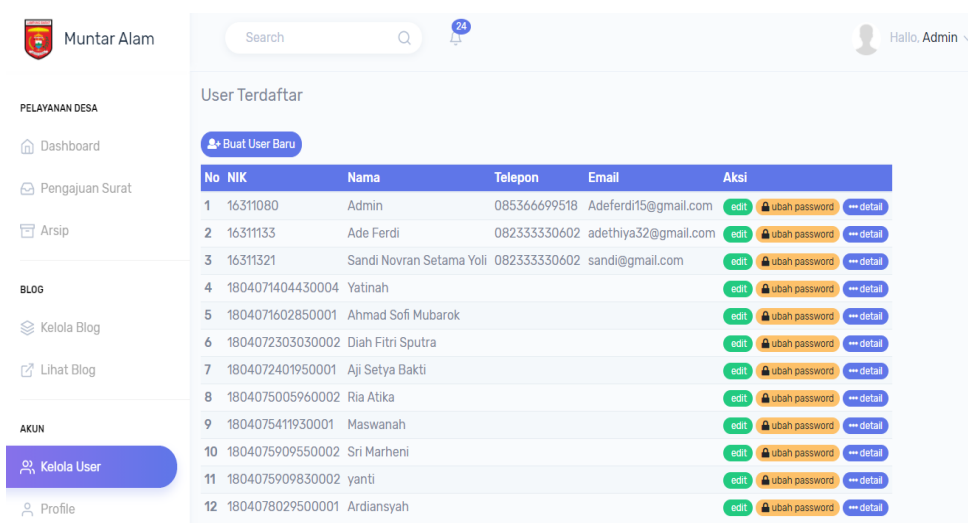 Muntar Alam
Search
24
Hallo, Admin
PELAYANAN DESA
Dashboard
Pengajuan Surat
Arsip
BLOG
Kelola Blog
Lihat Blog
AKUN
Kelola User
Profile
User Terdaftar
Buat User Baru
No NIK Nama Telepon Email Aksi
1 16311080 Admin 085366699518 Adeferdi15@gmail.com edit ubah password detail
2 16311133 Ade Ferdi 082333330602 adethiya32@gmail.com edit ubah password detail
3 16311321 Sandi Novran Setama Yoli 082333330602 sandi@gmail.com edit ubah password detail
4 1804071404430004 Yatinah edit ubah password detail
5 1804071602850001 Ahmad Sofi Mubarok edit ubah password detail
6 1804072303030002 Diah Fitri Sputra edit ubah password detail
7 1804072401950001 Aji Setya Bakti edit ubah password detail
8 1804075005960002 Ria Atika edit ubah password detail
9 1804075411930001 Maswanah edit ubah password detail
10 1804075909550002 Sri Marheni edit ubah password detail
11 1804075909830002 yanti edit ubah password detail
12 1804078029500001 Ardiansyah edit ubah password detail